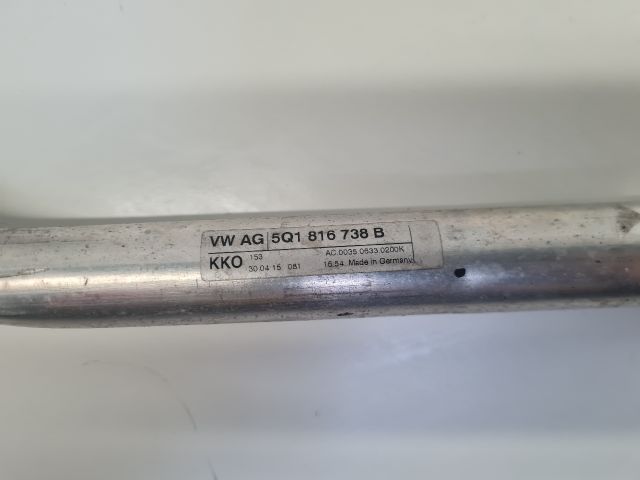 VW AG 5Q1 816 738 B
KKO 153 AC.0035.0633.0200K
30.04.15 081 16:54 Made in Germany